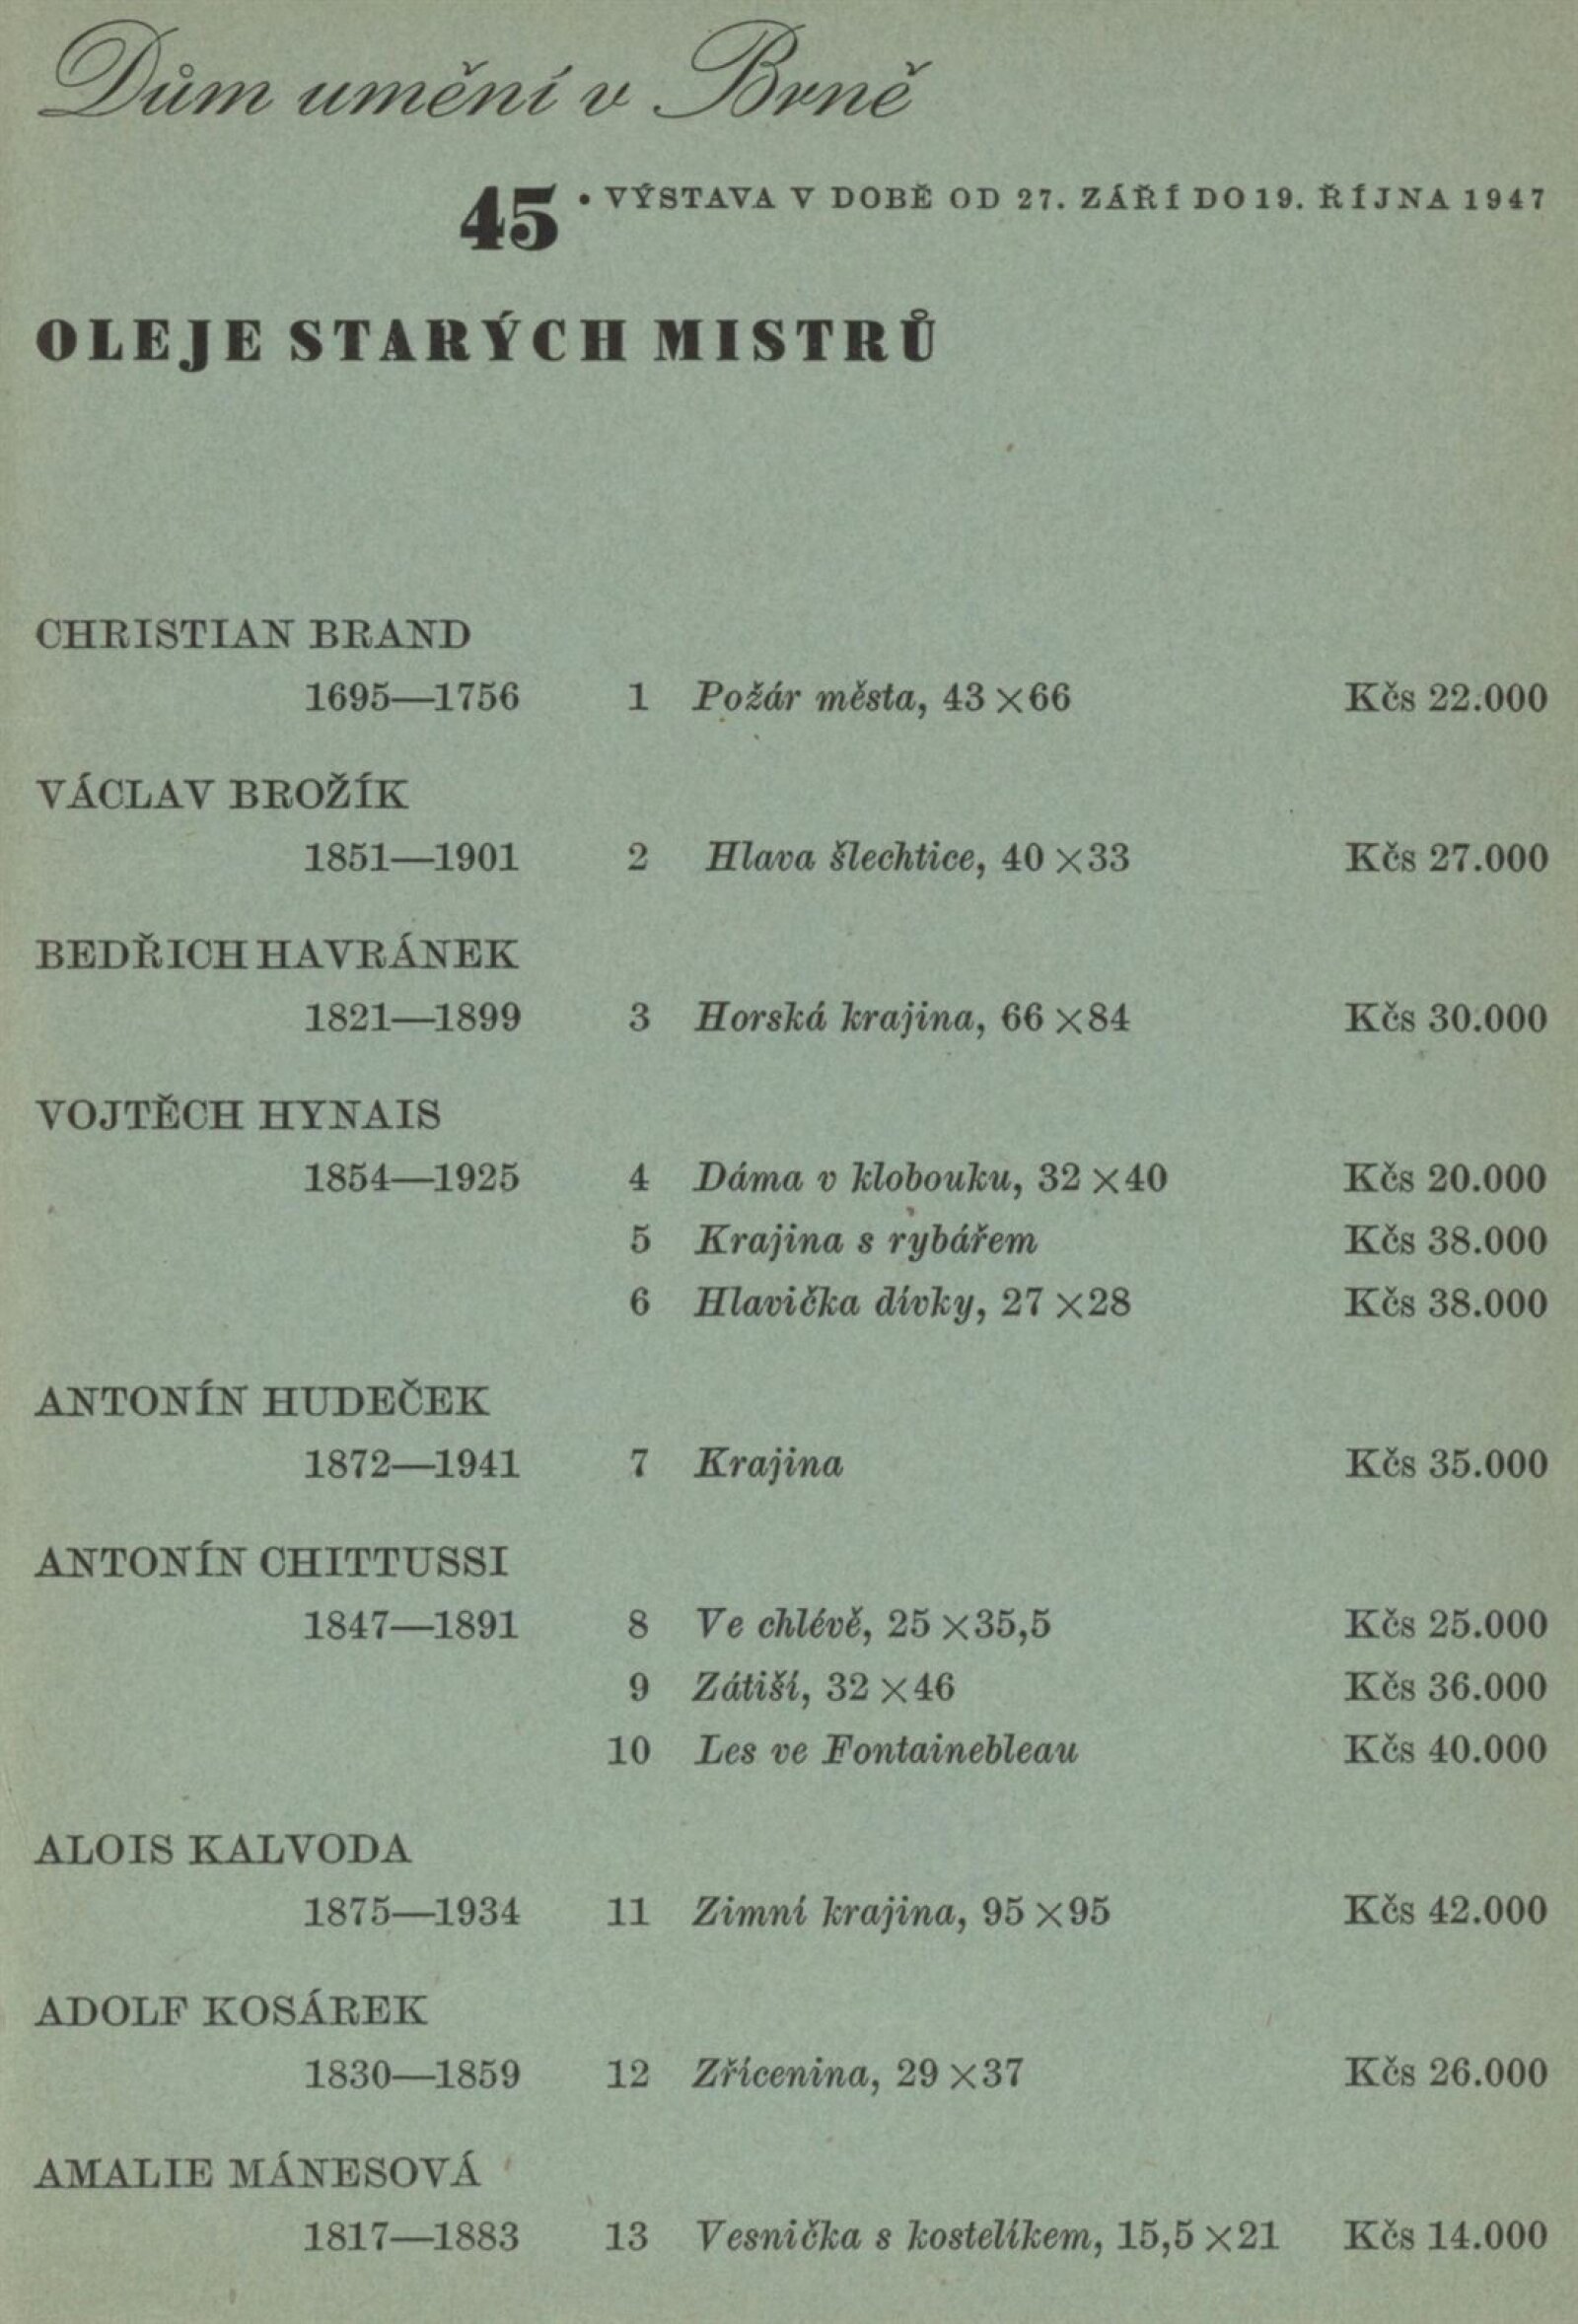 Dům umění v Brně
45 • VÝSTAVA V DOBĚ OD 27. ZÁŘÍ DO 19. ŘÍJNA 1947
OLEJE STARÝCH MISTRŮ
CHRISTIAN BRAND
1695—1756 1 Požár města, 43×66 Kčs 22.000
VÁCLAV BROŽÍK
1851—1901 2 Hlava šlechtice, 40×33 Kčs 27.000
BEDŘICH HAVRÁNEK
1821—1899 3 Horská krajina, 66×84 Kčs 30.000
VOJTĚCH HYNAIS
1854—1925 4 Dáma v klobouku, 32×40 Kčs 20.000
5 Krajina s rybářem Kčs 38.000
6 Hlavička dívky, 27×28 Kčs 38.000
ANTONÍN HUDEČEK
1872—1941 7 Krajina Kčs 35.000
ANTONÍN CHITTUSSI
1847—1891 8 Ve chlévě, 25×35,5 Kčs 25.000
9 Zátiší, 32×46 Kčs 36.000
10 Les ve Fontainebleau Kčs 40.000
ALOIS KALVODA
1875—1934 11 Zimní krajina, 95×95 Kčs 42.000
ADOLF KOSÁREK
1830—1859 12 Zřícenina, 29×37 Kčs 26.000
AMALIE MÁNESOVÁ
1817—1883 13 Vesnička s kostelíkem, 15,5×21 Kčs 14.000